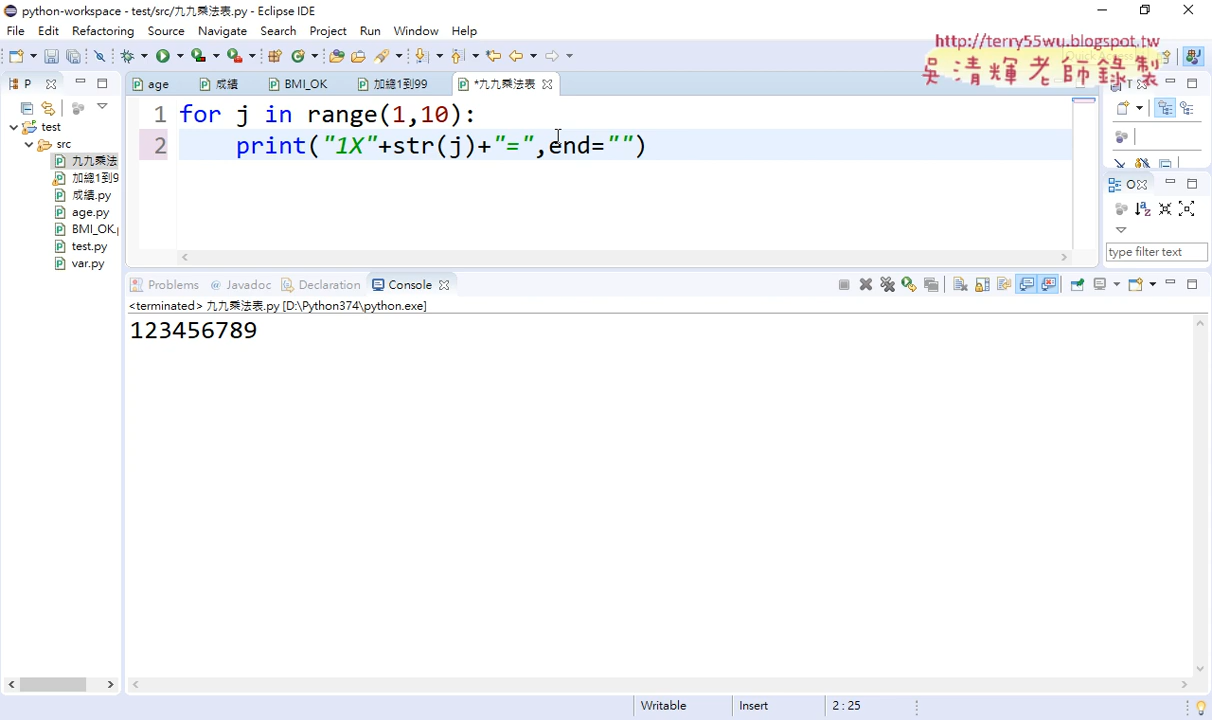 python-workspace - test/src/九九乘法表.py - Eclipse IDE
File Edit Refactoring Source Navigate Search Project Run Window Help
http://terry55wu.blogspot.tw
吳清輝老師錄製
P
age
成績
BMI_OK
加總1到99
*九九乘法表
T
test
src
九九乘法
加總1到9
成績.py
age.py
BMI_OK.p
test.py
var.py
1 for j in range(1,10):
2 print("1X"+str(j)+"=",end="")
O
type filter text
Problems
@ Javadoc
Declaration
Console
<terminated> 九九乘法表.py [D:\Python374\python.exe]
123456789
Writable
Insert
2 : 25